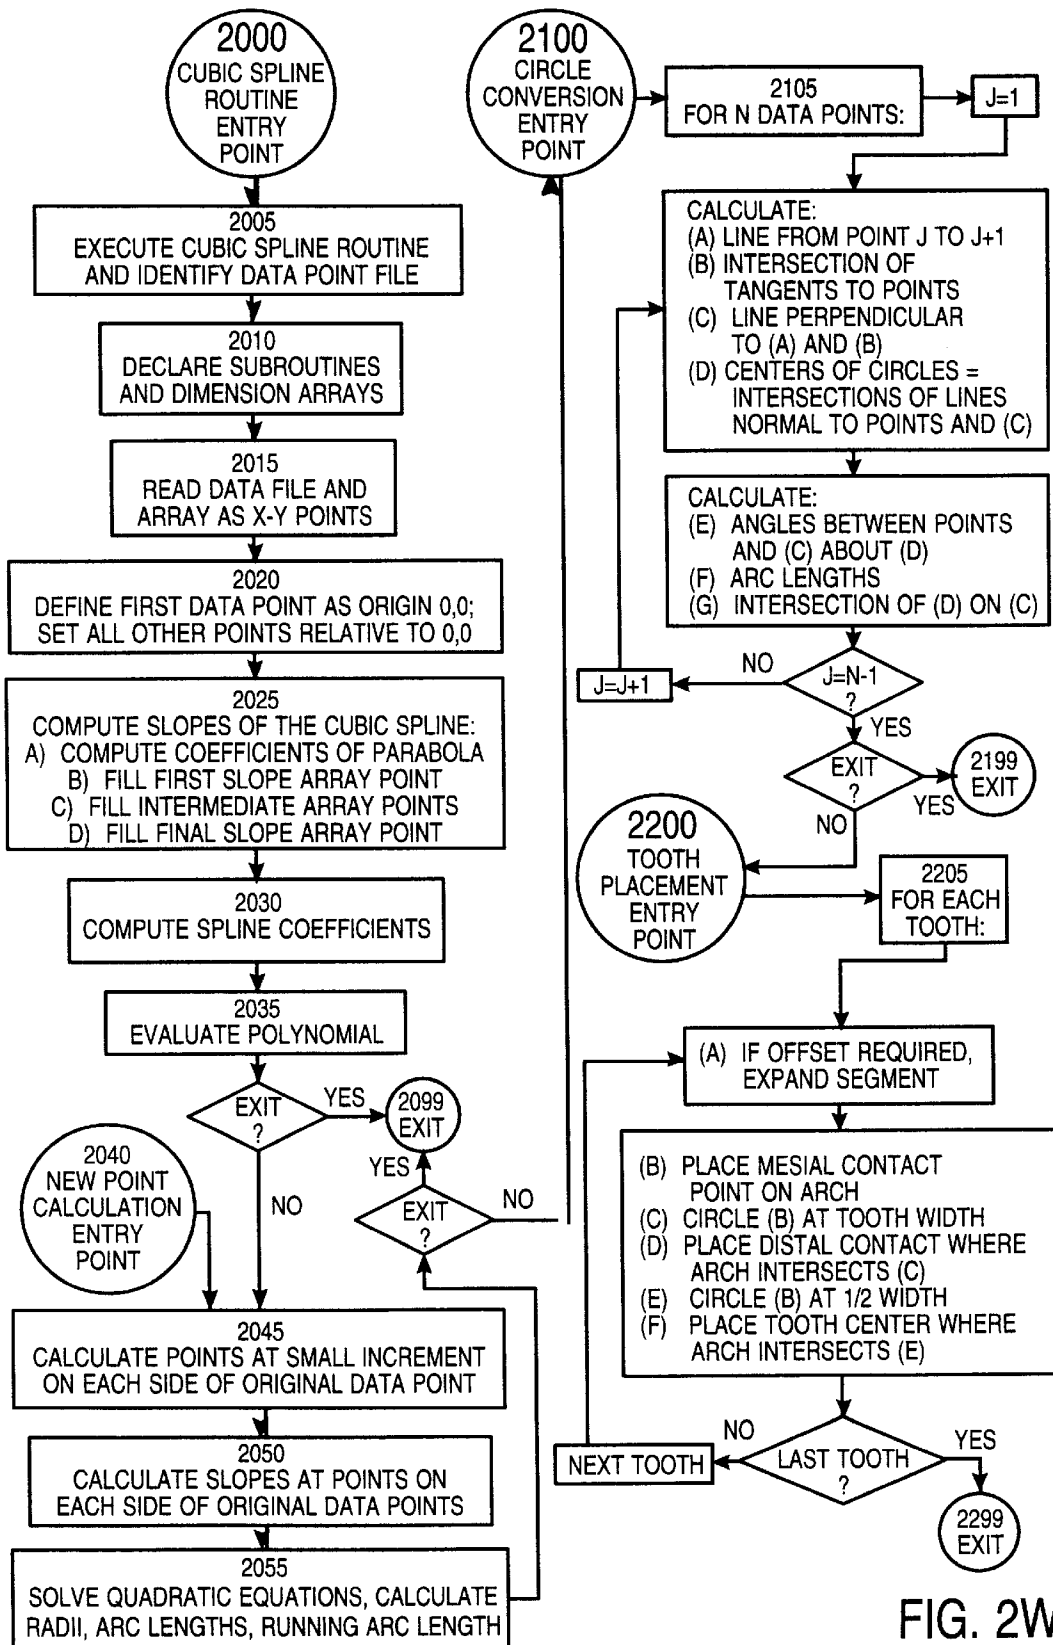 2000
CUBIC SPLINE
ROUTINE
ENTRY
POINT
2005
EXECUTE CUBIC SPLINE ROUTINE
AND IDENTIFY DATA POINT FILE
2010
DECLARE SUBROUTINES
AND DIMENSION ARRAYS
2015
READ DATA FILE AND
ARRAY AS X-Y POINTS
2020
DEFINE FIRST DATA POINT AS ORIGIN 0,0;
SET ALL OTHER POINTS RELATIVE TO 0,0
2025
COMPUTE SLOPES OF THE CUBIC SPLINE:
A) COMPUTE COEFFICIENTS OF PARABOLA
B) FILL FIRST SLOPE ARRAY POINT
C) FILL INTERMEDIATE ARRAY POINTS
D) FILL FINAL SLOPE ARRAY POINT
2030
COMPUTE SPLINE COEFFICIENTS
2035
EVALUATE POLYNOMIAL
EXIT
?
YES
2099
EXIT
NO
2040
NEW POINT
CALCULATION
ENTRY
POINT
YES
EXIT
?
NO
2045
CALCULATE POINTS AT SMALL INCREMENT
ON EACH SIDE OF ORIGINAL DATA POINT
2050
CALCULATE SLOPES AT POINTS ON
EACH SIDE OF ORIGINAL DATA POINTS
2055
SOLVE QUADRATIC EQUATIONS, CALCULATE
RADII, ARC LENGTHS, RUNNING ARC LENGTH
2100
CIRCLE
CONVERSION
ENTRY
POINT
2105
FOR N DATA POINTS:
J=1
CALCULATE:
(A) LINE FROM POINT J TO J+1
(B) INTERSECTION OF
TANGENTS TO POINTS
(C) LINE PERPENDICULAR
TO (A) AND (B)
(D) CENTERS OF CIRCLES =
INTERSECTIONS OF LINES
NORMAL TO POINTS AND (C)
CALCULATE:
(E) ANGLES BETWEEN POINTS
AND (C) ABOUT (D)
(F) ARC LENGTHS
(G) INTERSECTION OF (D) ON (C)
J=N-1
?
NO
J=J+1
YES
EXIT
?
YES
2199
EXIT
NO
2200
TOOTH
PLACEMENT
ENTRY
POINT
2205
FOR EACH
TOOTH:
(A) IF OFFSET REQUIRED,
EXPAND SEGMENT
(B) PLACE MESIAL CONTACT
POINT ON ARCH
(C) CIRCLE (B) AT TOOTH WIDTH
(D) PLACE DISTAL CONTACT WHERE
ARCH INTERSECTS (C)
(E) CIRCLE (B) AT 1/2 WIDTH
(F) PLACE TOOTH CENTER WHERE
ARCH INTERSECTS (E)
LAST TOOTH
?
NO
NEXT TOOTH
YES
2299
EXIT
FIG. 2W